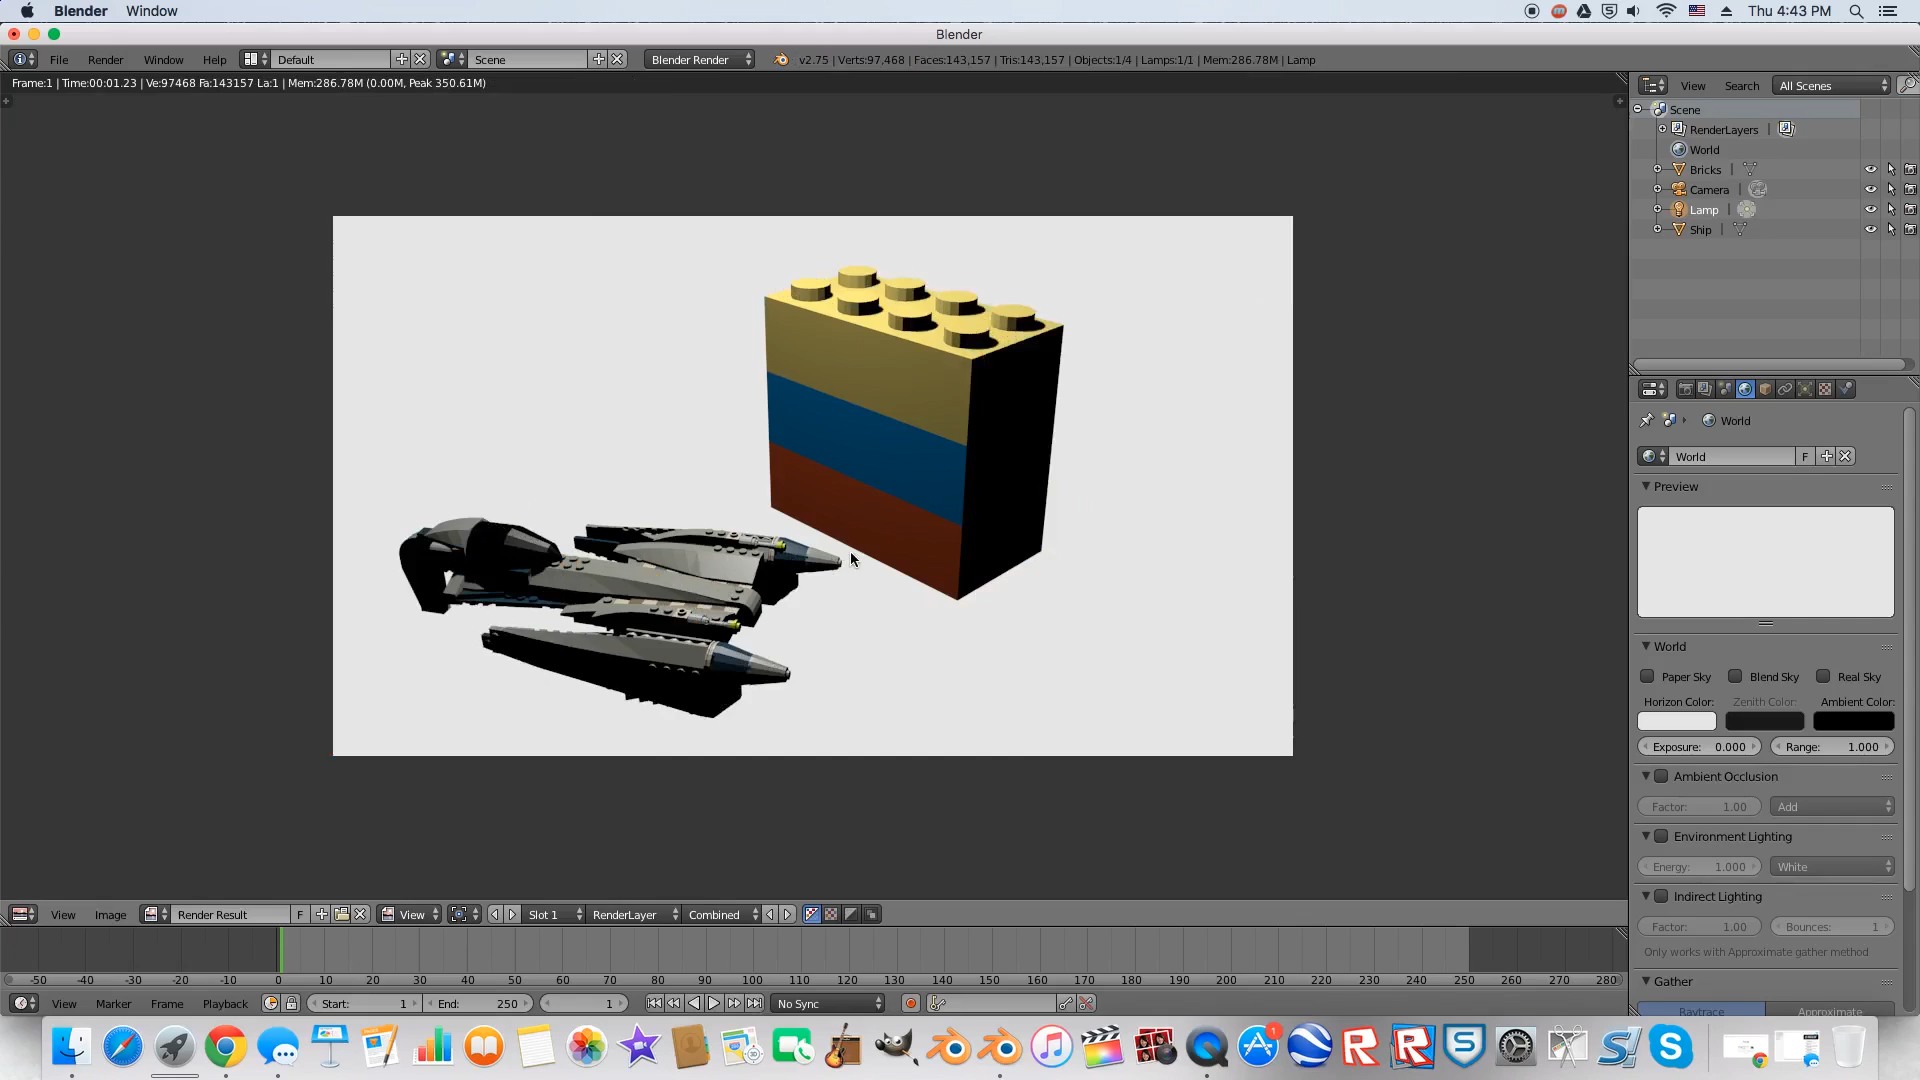 Blender Window Thu 4:43 PM
Blender
File Render Window Help Default Scene Blender Render v2.75 | Verts:97,468 | Faces:143,157 | Tris:143,157 | Objects:1/4 | Lamps:1/1 | Mem:286.78M | Lamp
Frame:1 | Time:00:01.23 | Ve:97468 Fa:143157 La:1 | Mem:286.78M (0.00M, Peak 350.61M)
View Search All Scenes
Scene
RenderLayers |
World
Bricks |
Camera |
Lamp |
Ship |
World
World F
Preview
World
Paper Sky Blend Sky Real Sky
Horizon Color: Zenith Color: Ambient Color:
Exposure: 0.000 Range: 1.000
Ambient Occlusion
Factor: 1.00 Add
Environment Lighting
Energy: 1.000 White
Indirect Lighting
Factor: 1.00 Bounces: 1
Only works with Approximate gather method
Gather
Raytrace Approximate
View Image Render Result F View Slot 1 RenderLayer Combined
-50 -40 -30 -20 -10 0 10 20 30 40 50 60 70 80 90 100 110 120 130 140 150 160 170 180 190 200 210 220 230 240 250 260 270 280
View Marker Frame Playback Start: 1 End: 250 1 No Sync
1